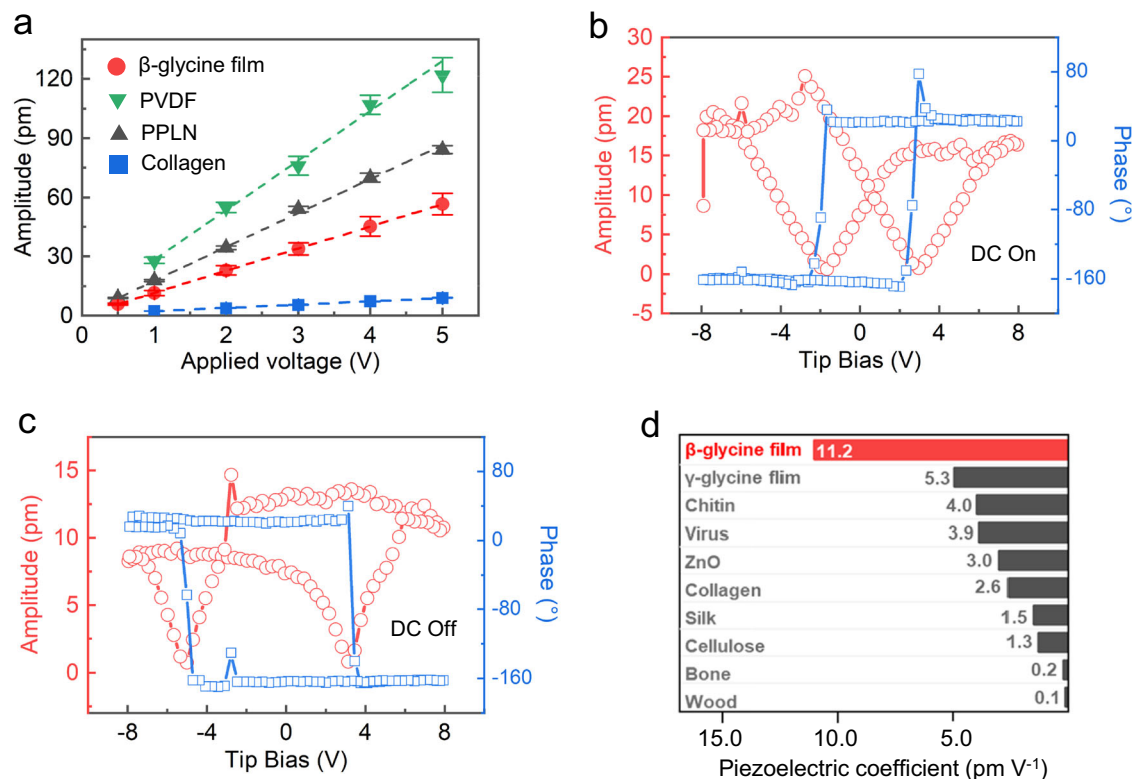 a
Amplitude (pm)
120
90
60
30
0
β-glycine film
PVDF
PPLN
Collagen
0 1 2 3 4 5
Applied voltage (V)
b
Amplitude (pm)
30
25
20
15
10
5
0
-5
80
0
-80
-160
Phase (°)
DC On
-8 -4 0 4 8
Tip Bias (V)
c
Amplitude (pm)
15
10
5
0
80
0
-80
-160
Phase (°)
DC Off
-8 -4 0 4 8
Tip Bias (V)
d
β-glycine film 11.2
γ-glycine flim 5.3
Chitin 4.0
Virus 3.9
ZnO 3.0
Collagen 2.6
Silk 1.5
Cellulose 1.3
Bone 0.2
Wood 0.1
15.0 10.0 5.0
Piezoelectric coefficient (pm V⁻¹)